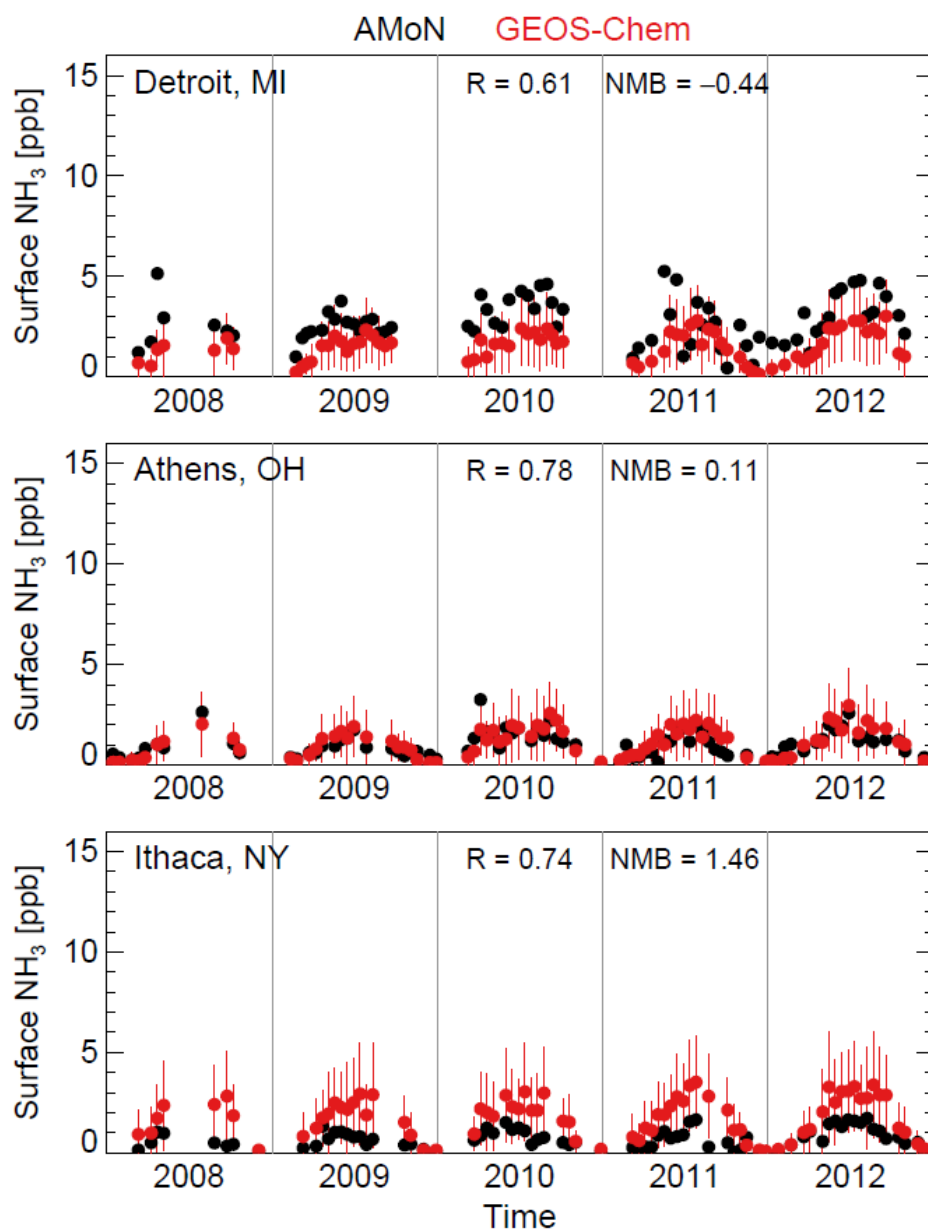 AMoN GEOS-Chem
Detroit, MI R = 0.61 NMB = −0.44
Surface NH3 [ppb]
15
10
5
0
2008 2009 2010 2011 2012
Athens, OH R = 0.78 NMB = 0.11
Surface NH3 [ppb]
15
10
5
0
2008 2009 2010 2011 2012
Ithaca, NY R = 0.74 NMB = 1.46
Surface NH3 [ppb]
15
10
5
0
2008 2009 2010 2011 2012
Time